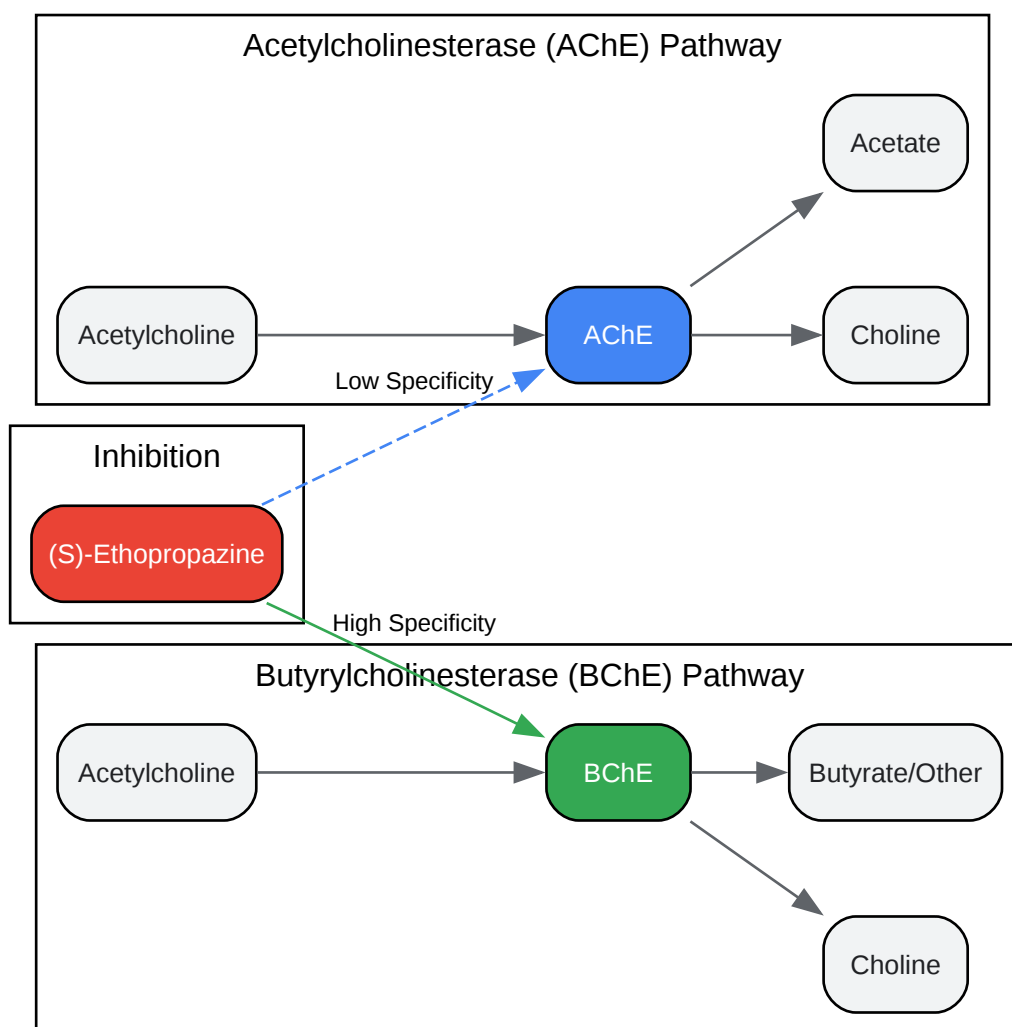 Acetylcholinesterase (AChE) Pathway
Acetate
Acetylcholine
AChE
Choline
Low Specificity
Inhibition
(S)-Ethopropazine
High Specificity
Butyrylcholinesterase (BChE) Pathway
Acetylcholine
BChE
Butyrate/Other
Choline